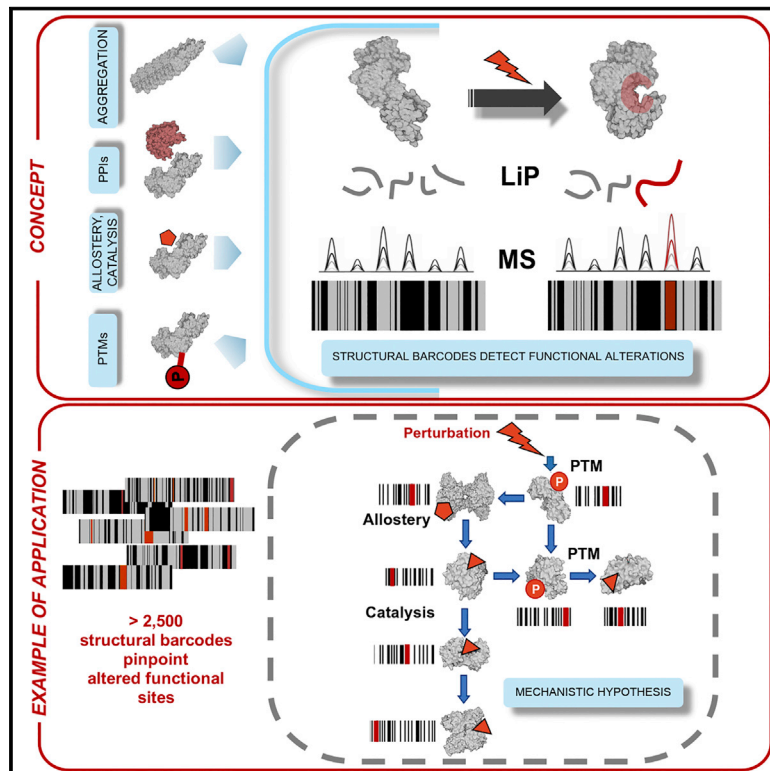 CONCEPT
AGGREGATION
PPIs
ALLOSTERY,
CATALYSIS
PTMs
P
LiP
MS
STRUCTURAL BARCODES DETECT FUNCTIONAL ALTERATIONS
EXAMPLE OF APPLICATION
> 2,500
structural barcodes
pinpoint
altered functional
sites
Perturbation
PTM
P
Allostery
PTM
P
Catalysis
MECHANISTIC HYPOTHESIS